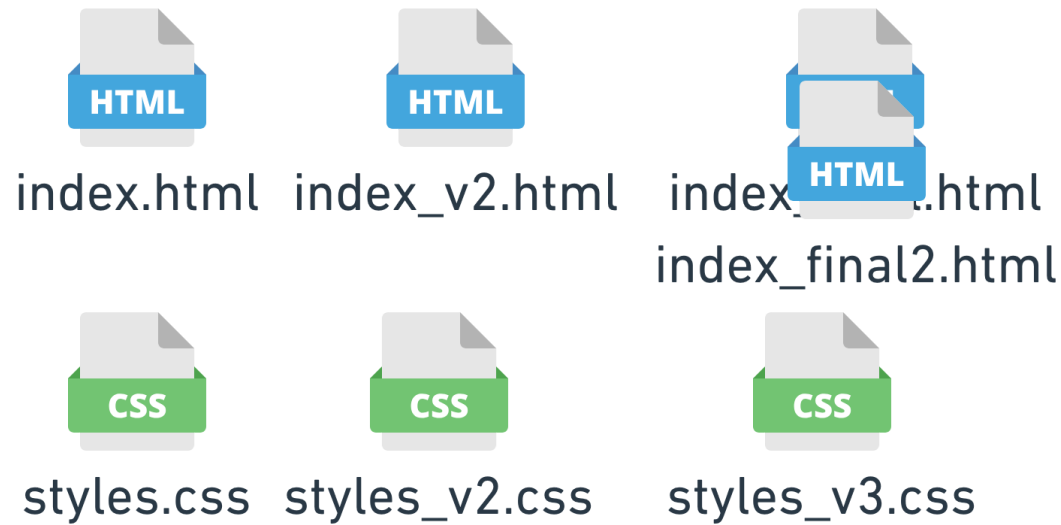 HTML HTML
index.html index_v2.html .html
HTML
index_final2.html
CSS CSS CSS
styles.css styles_v2.css styles_v3.css